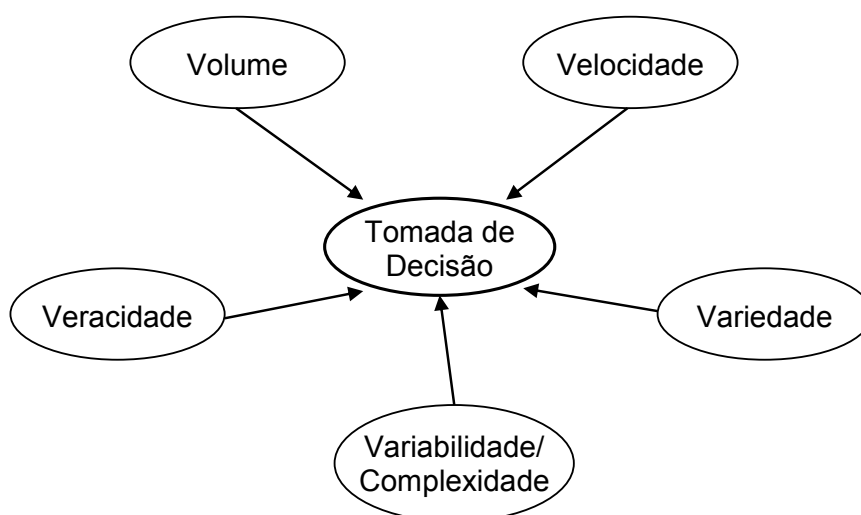 Volume
Velocidade
Tomada de
Decisão
Veracidade
Variedade
Variabilidade/
Complexidade